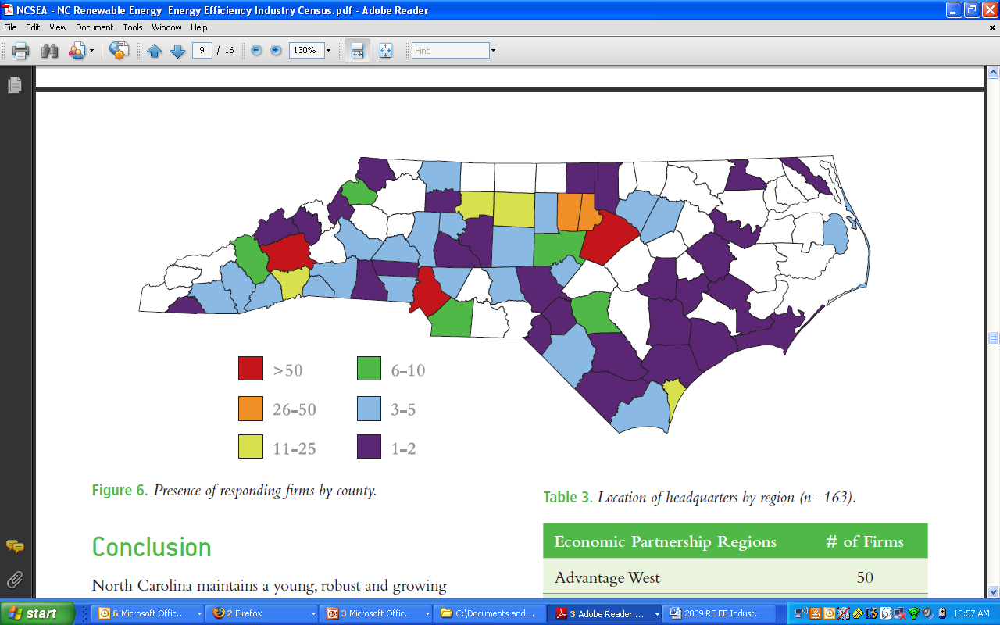 NCSEA - NC Renewable Energy  Energy Efficiency Industry Census.pdf - Adobe Reader
File Edit View Document Tools Window Help
9 / 16 130% Find
>50 6–10
26–50 3–5
11–25 1–2
Figure 6. Presence of responding firms by county.
Table 3. Location of headquarters by region (n=163).
Conclusion
Economic Partnership Regions # of Firms
North Carolina maintains a young, robust and growing
Advantage West 50
start 6 Microsoft Offic... 2 Firefox 3 Microsoft Offic... C:\Documents and... 3 Adobe Reader ... 2009 RE EE Indust... 10:57 AM